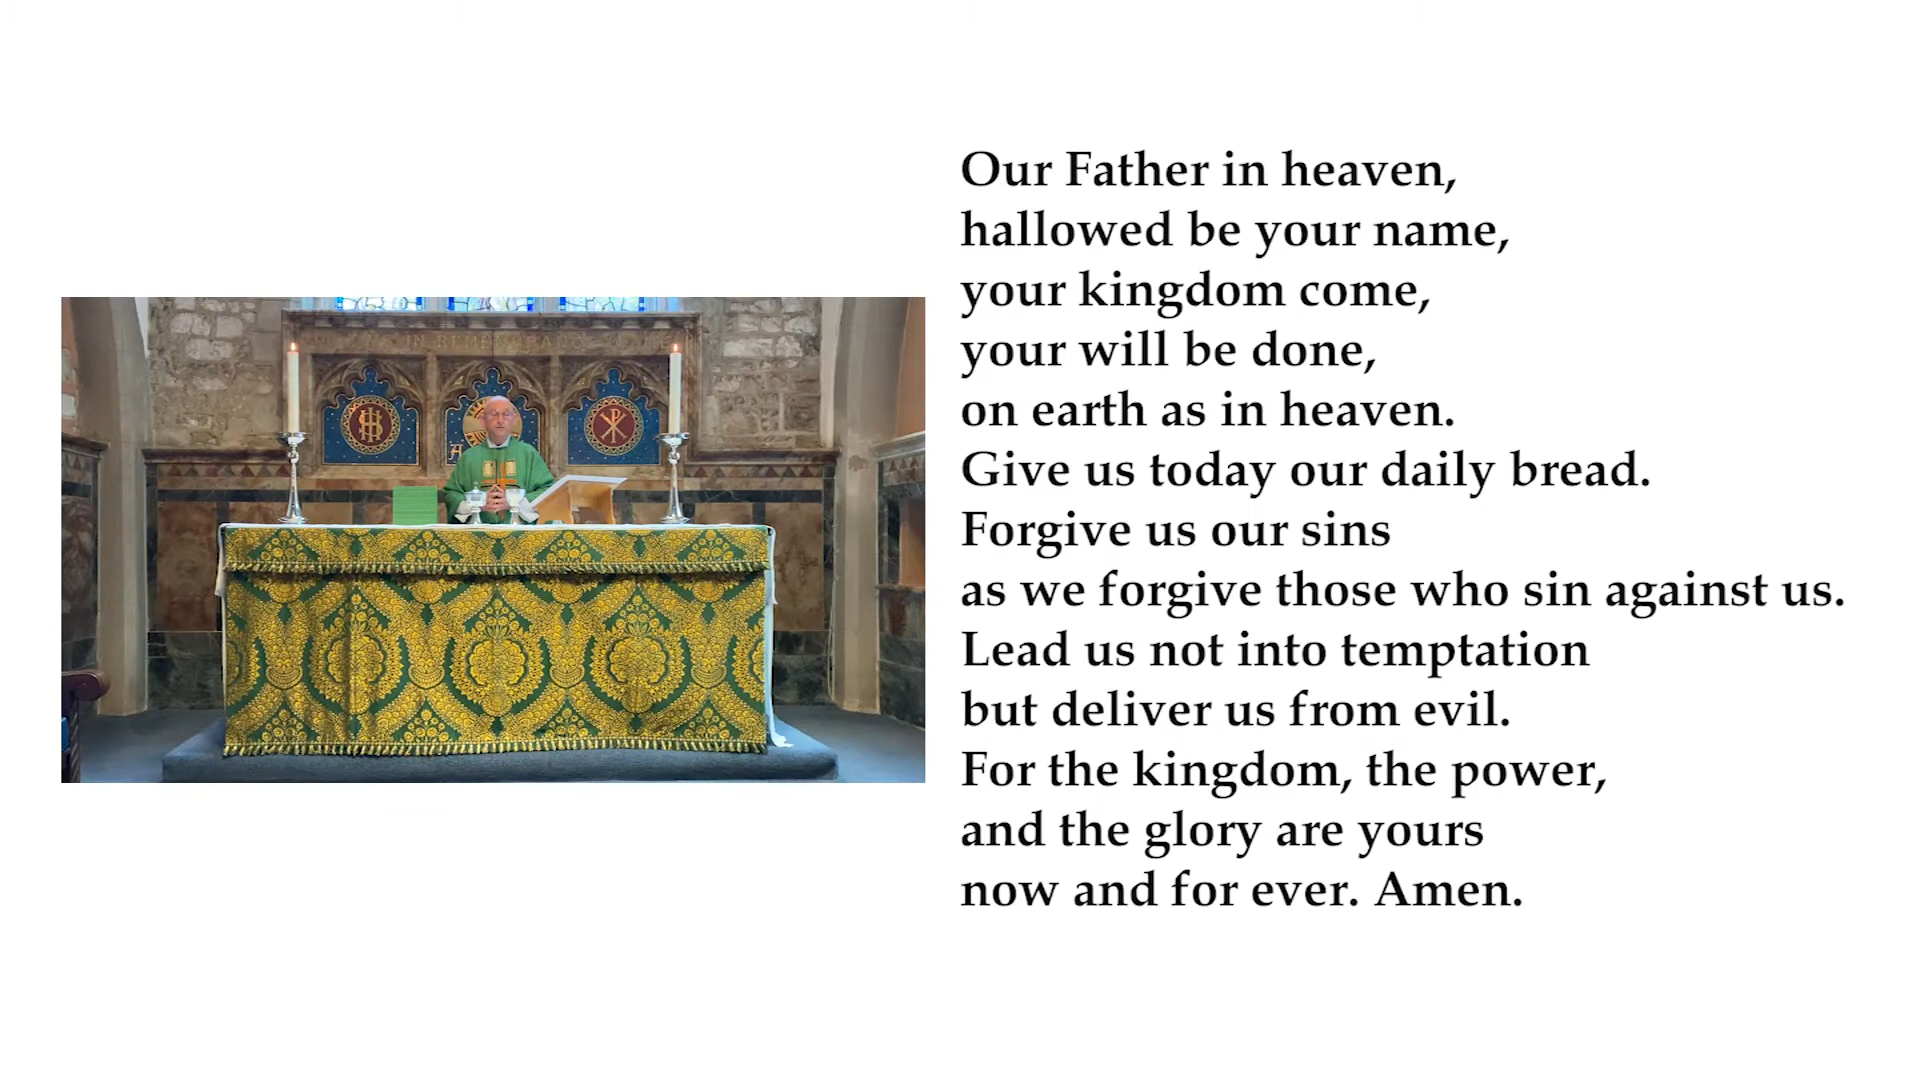 IN REMEMBRANCE
IHS
A
Our Father in heaven,
hallowed be your name,
your kingdom come,
your will be done,
on earth as in heaven.
Give us today our daily bread.
Forgive us our sins
as we forgive those who sin against us.
Lead us not into temptation
but deliver us from evil.
For the kingdom, the power,
and the glory are yours
now and for ever. Amen.